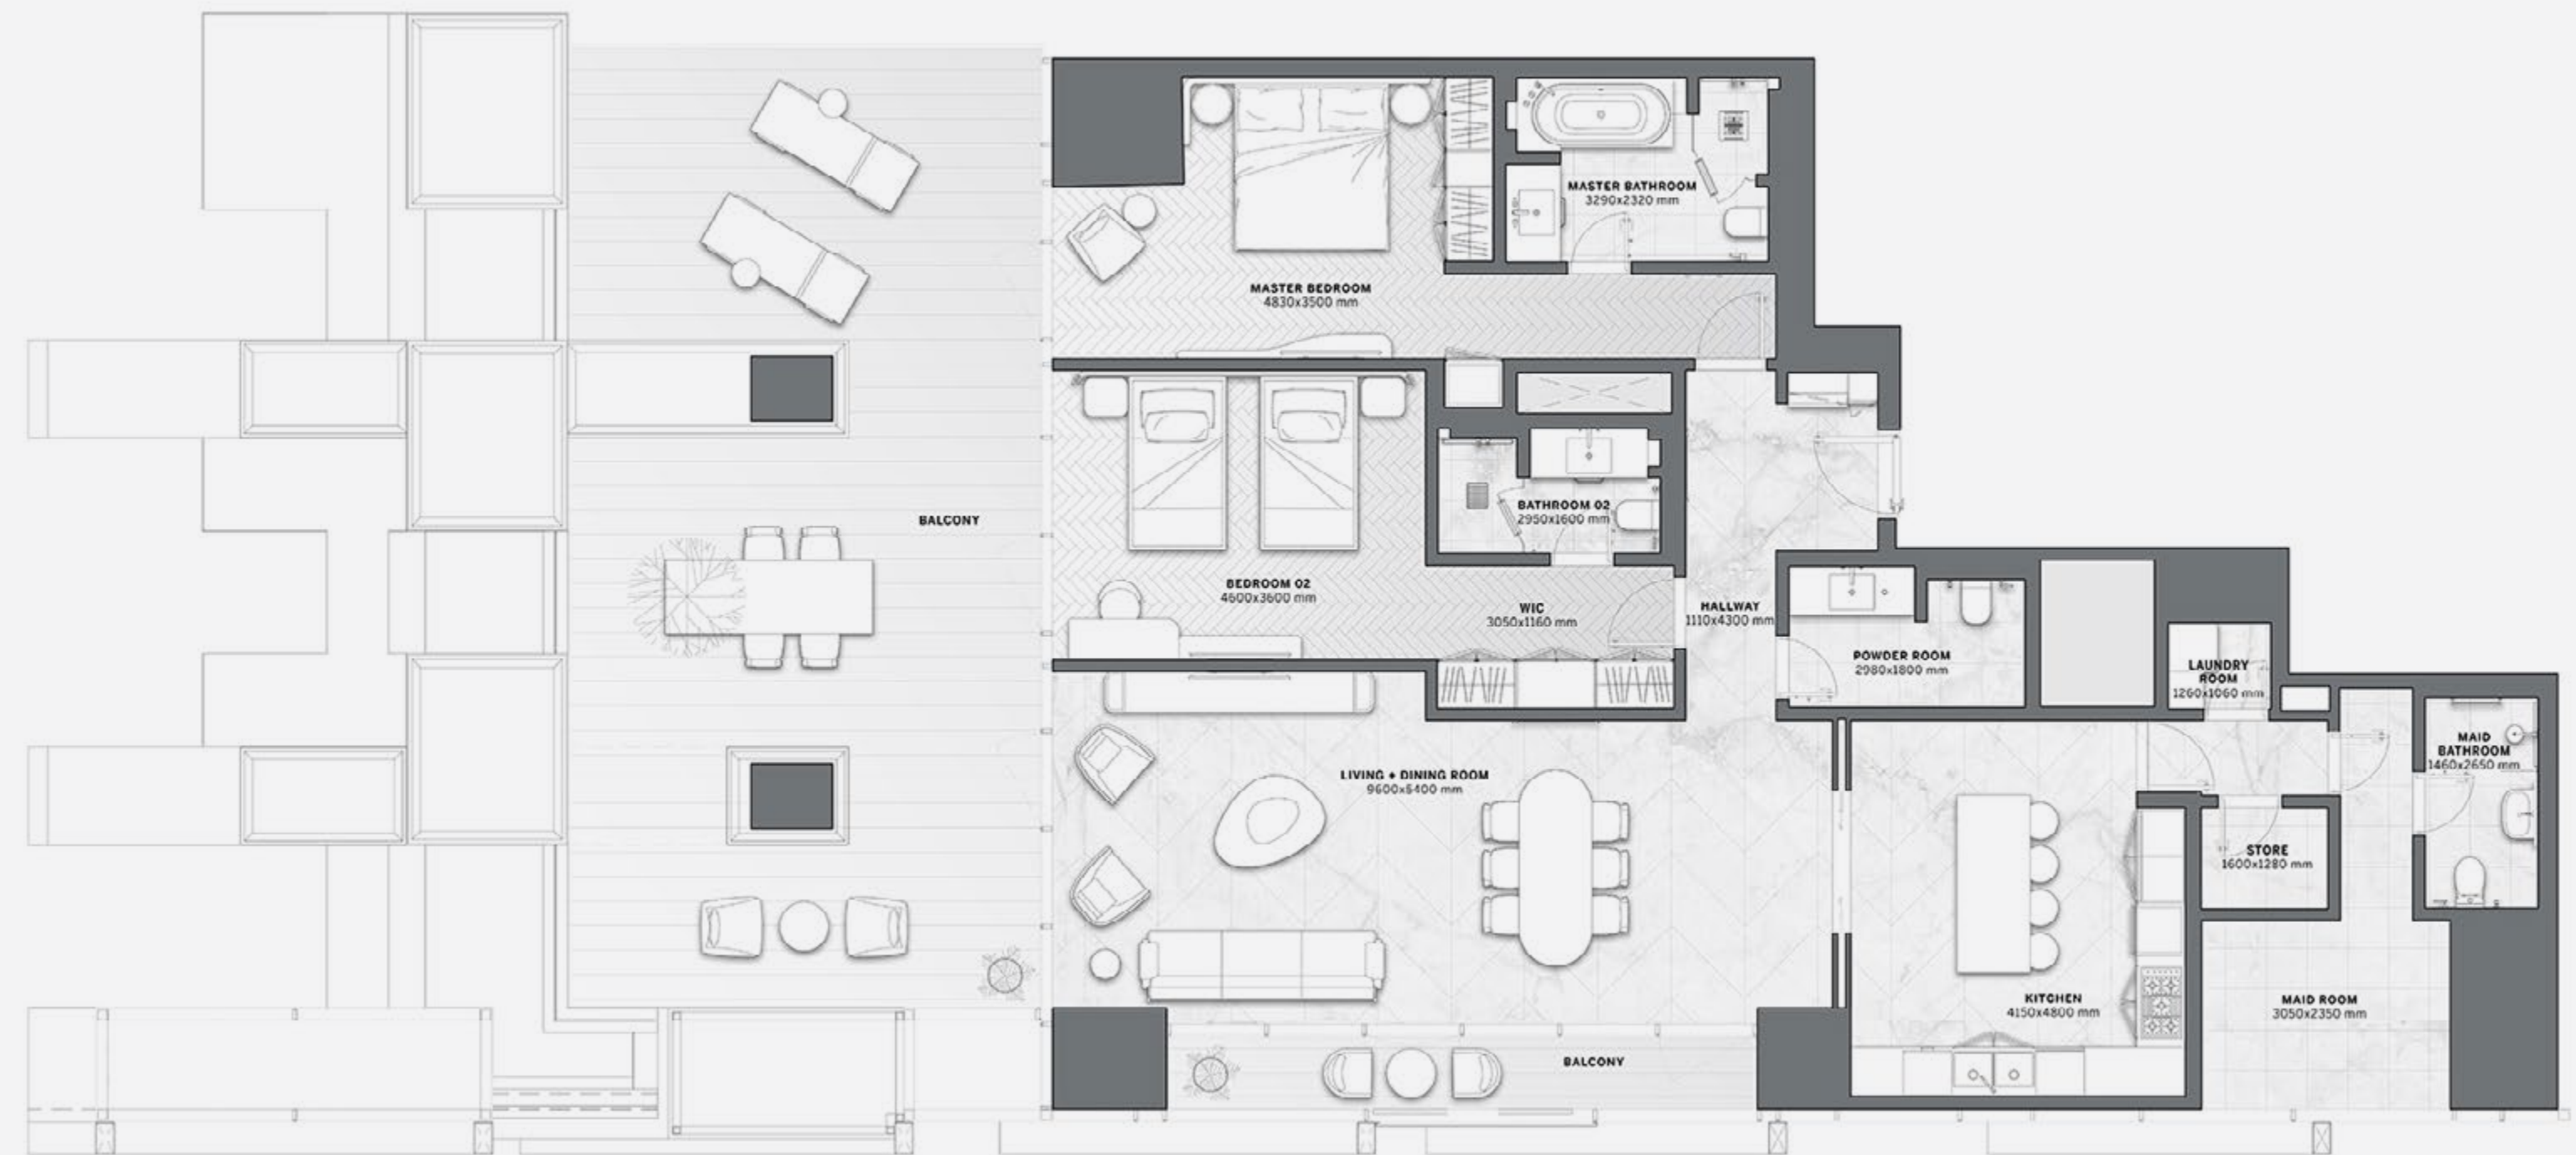 MASTER BATHROOM
3290x2320 mm
MASTER BEDROOM
4830x3500 mm
BALCONY
BATHROOM 02
2950x1600 mm
BEDROOM 02
4600x3600 mm
WIC
3050x1160 mm
HALLWAY
1110x4300 mm
POWDER ROOM
2980x1800 mm
LAUNDRY
ROOM
1260x1060 mm
MAID
BATHROOM
1460x2650 mm
LIVING + DINING ROOM
9600x5400 mm
STORE
1600x1280 mm
KITCHEN
4150x4800 mm
MAID ROOM
3050x2350 mm
BALCONY